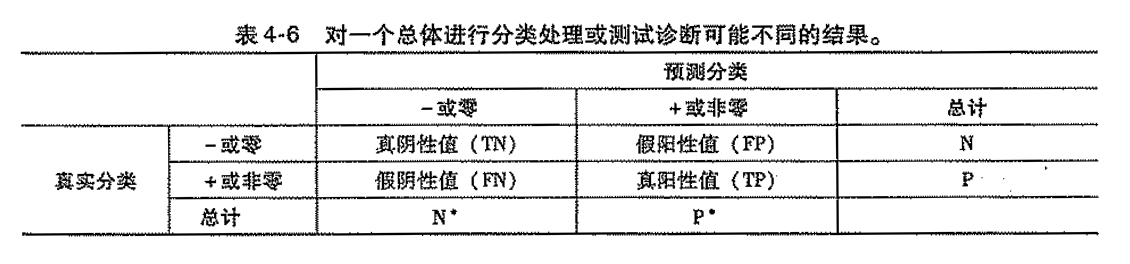 表 4-6 对一个总体进行分类处理或测试诊断可能不同的结果。
预测分类
-或零 +或非零 总计
真实分类 -或零 真阴性值（TN） 假阳性值（FP） N
+或非零 假阴性值（FN） 真阳性值（TP） P
总计 N* P*